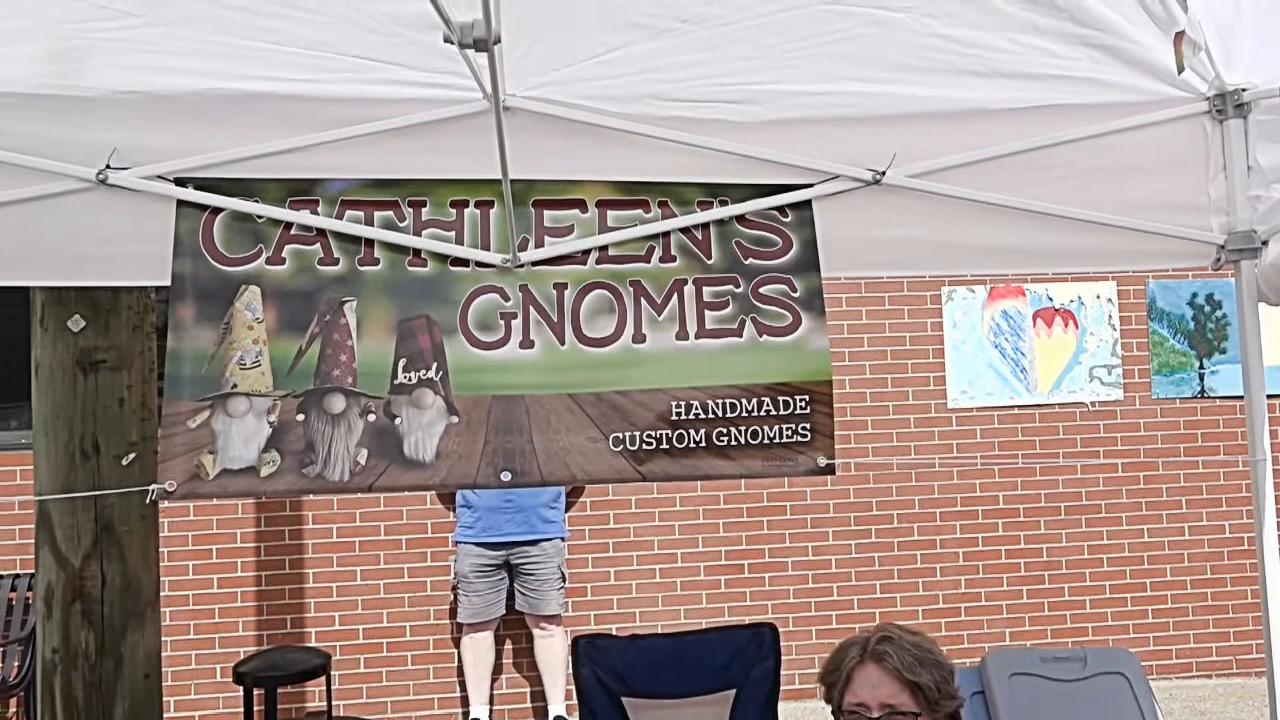 CATHLEEN'S
GNOMES
loved
HANDMADE
CUSTOM GNOMES